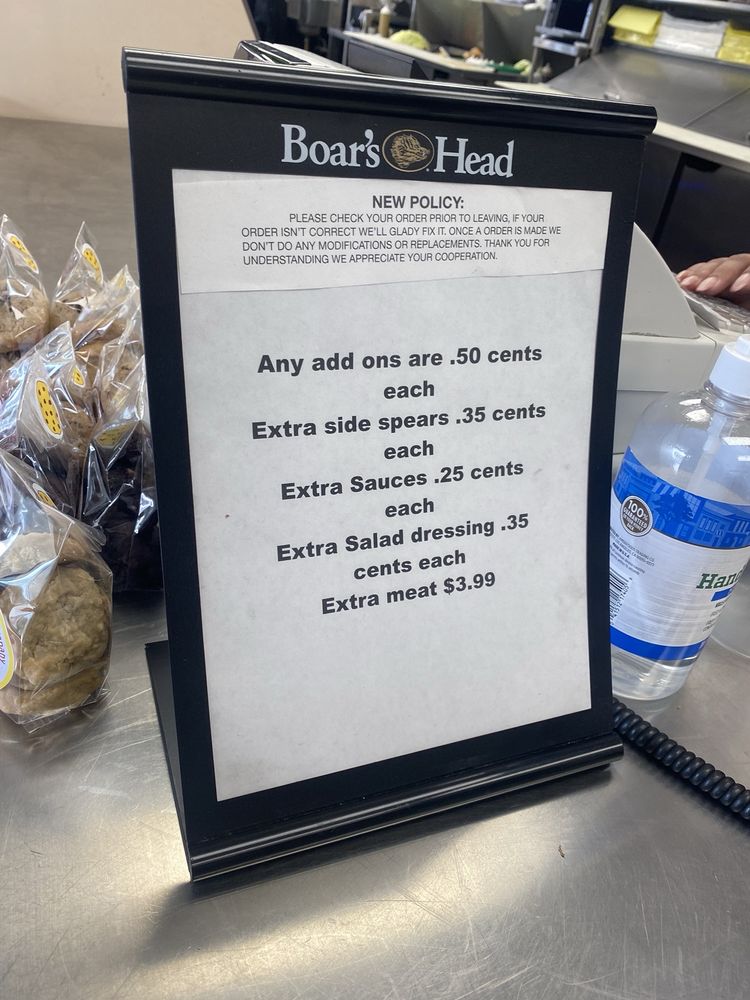 Boar's Head
NEW POLICY:
PLEASE CHECK YOUR ORDER PRIOR TO LEAVING, IF YOUR
ORDER ISN'T CORRECT WE'LL GLADY FIX IT. ONCE A ORDER IS MADE WE
DON'T DO ANY MODIFICATIONS OR REPLACEMENTS. THANK YOU FOR
UNDERSTANDING WE APPRECIATE YOUR COOPERATION.
Any add ons are .50 cents
each
Extra side spears .35 cents
each
Extra Sauces .25 cents
each
Extra Salad dressing .35
cents each
Extra meat $3.99
100%